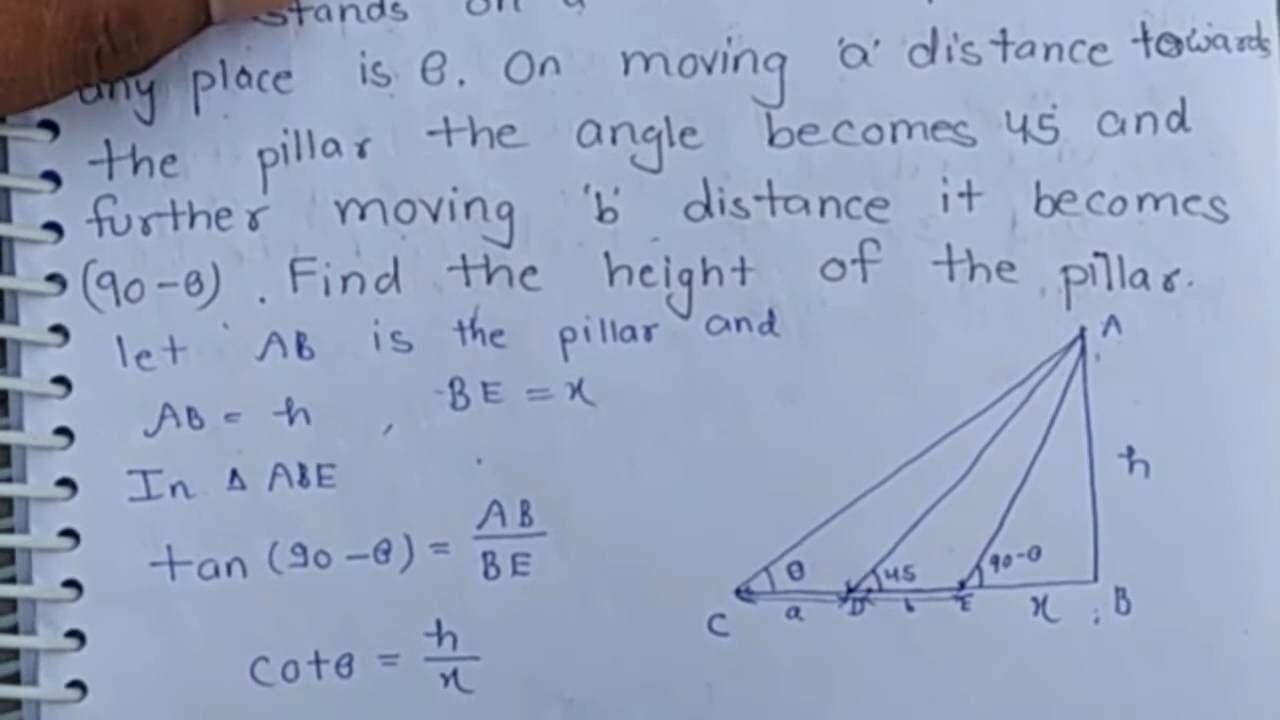 stands on a
any place is θ. On moving 'a' distance towards
the pillar the angle becomes 45 and
further moving 'b' distance it becomes
(90-θ). Find the height of the pillar.
let AB is the pillar and
AB = h, BE = x
In Δ ABE
tan (90-θ) = AB/BE
cotθ = h/x
A
h
θ 45 90-θ
C a D b E x B